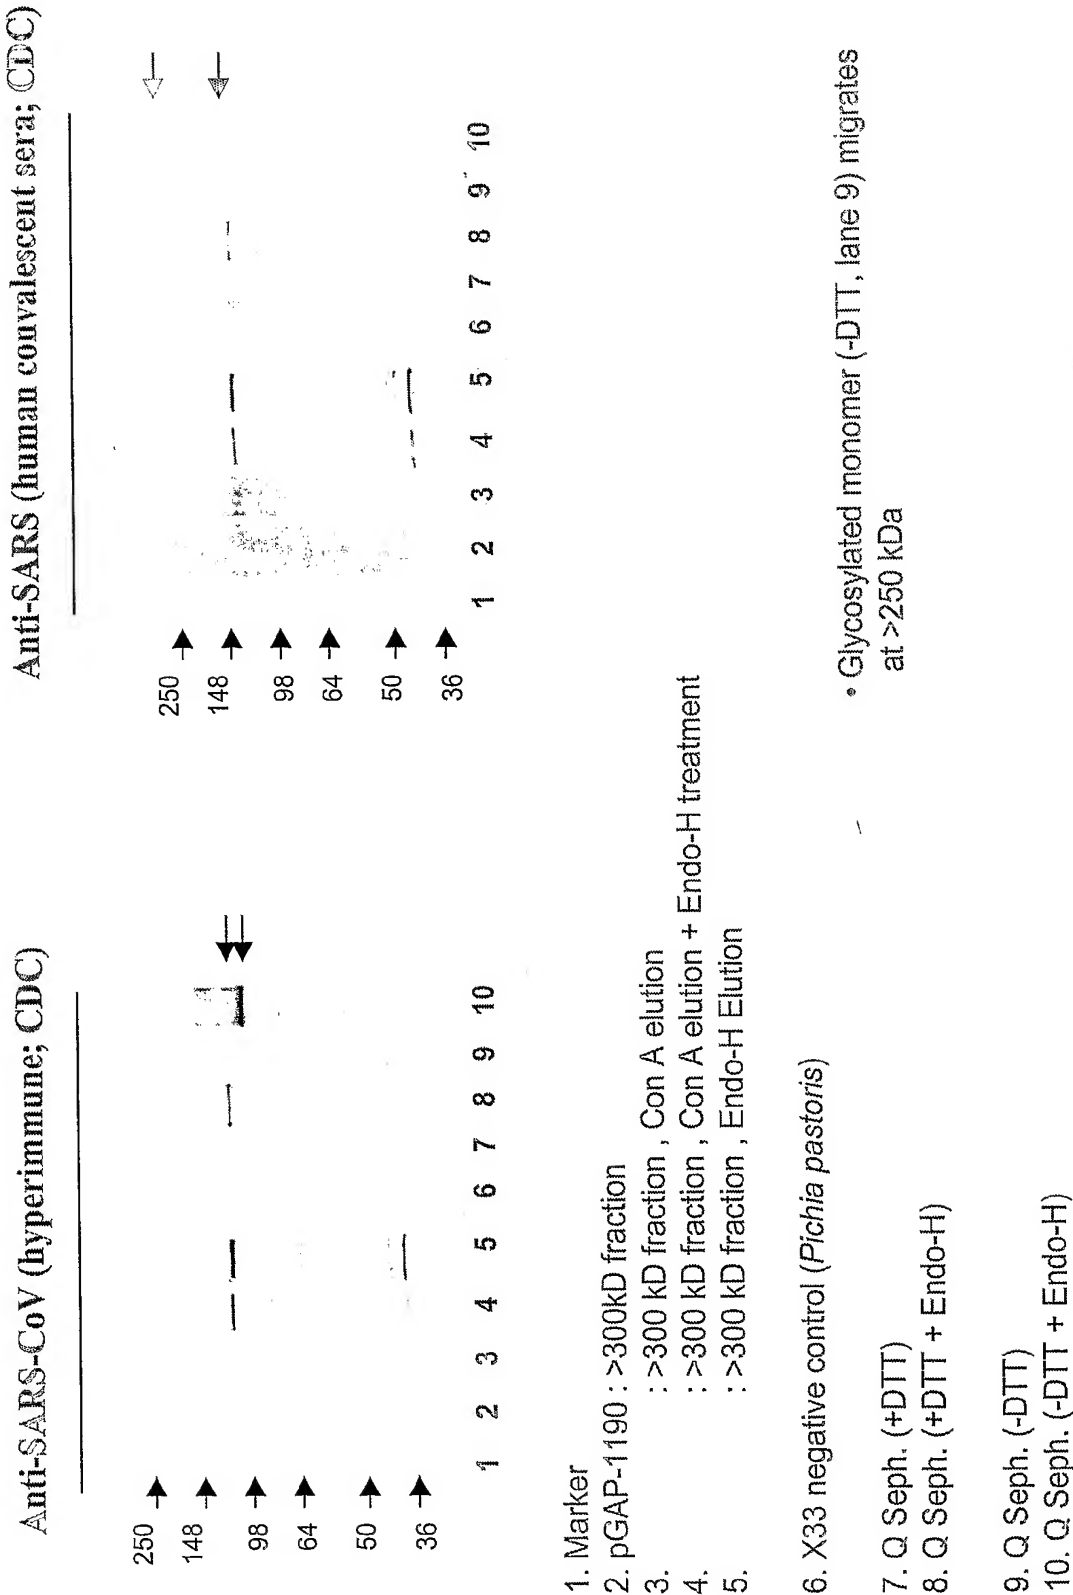 Anti-SARS-CoV (hyperimmune; CDC)
250
148
98
64
50
36
1 2 3 4 5 6 7 8 9 10
Anti-SARS (human convalescent sera; CDC)
250
148
98
64
50
36
1 2 3 4 5 6 7 8 9 10
1. Marker
2. pGAP-1190 : >300kD fraction
3. : >300 kD fraction , Con A elution
4. : >300 kD fraction , Con A elution + Endo-H treatment
5. : >300 kD fraction , Endo-H Elution
6. X33 negative control (Pichia pastoris)
7. Q Seph. (+DTT)
8. Q Seph. (+DTT + Endo-H)
9. Q Seph. (-DTT)
10. Q Seph. (-DTT + Endo-H)
• Glycosylated monomer (-DTT, lane 9) migrates
at >250 kDa